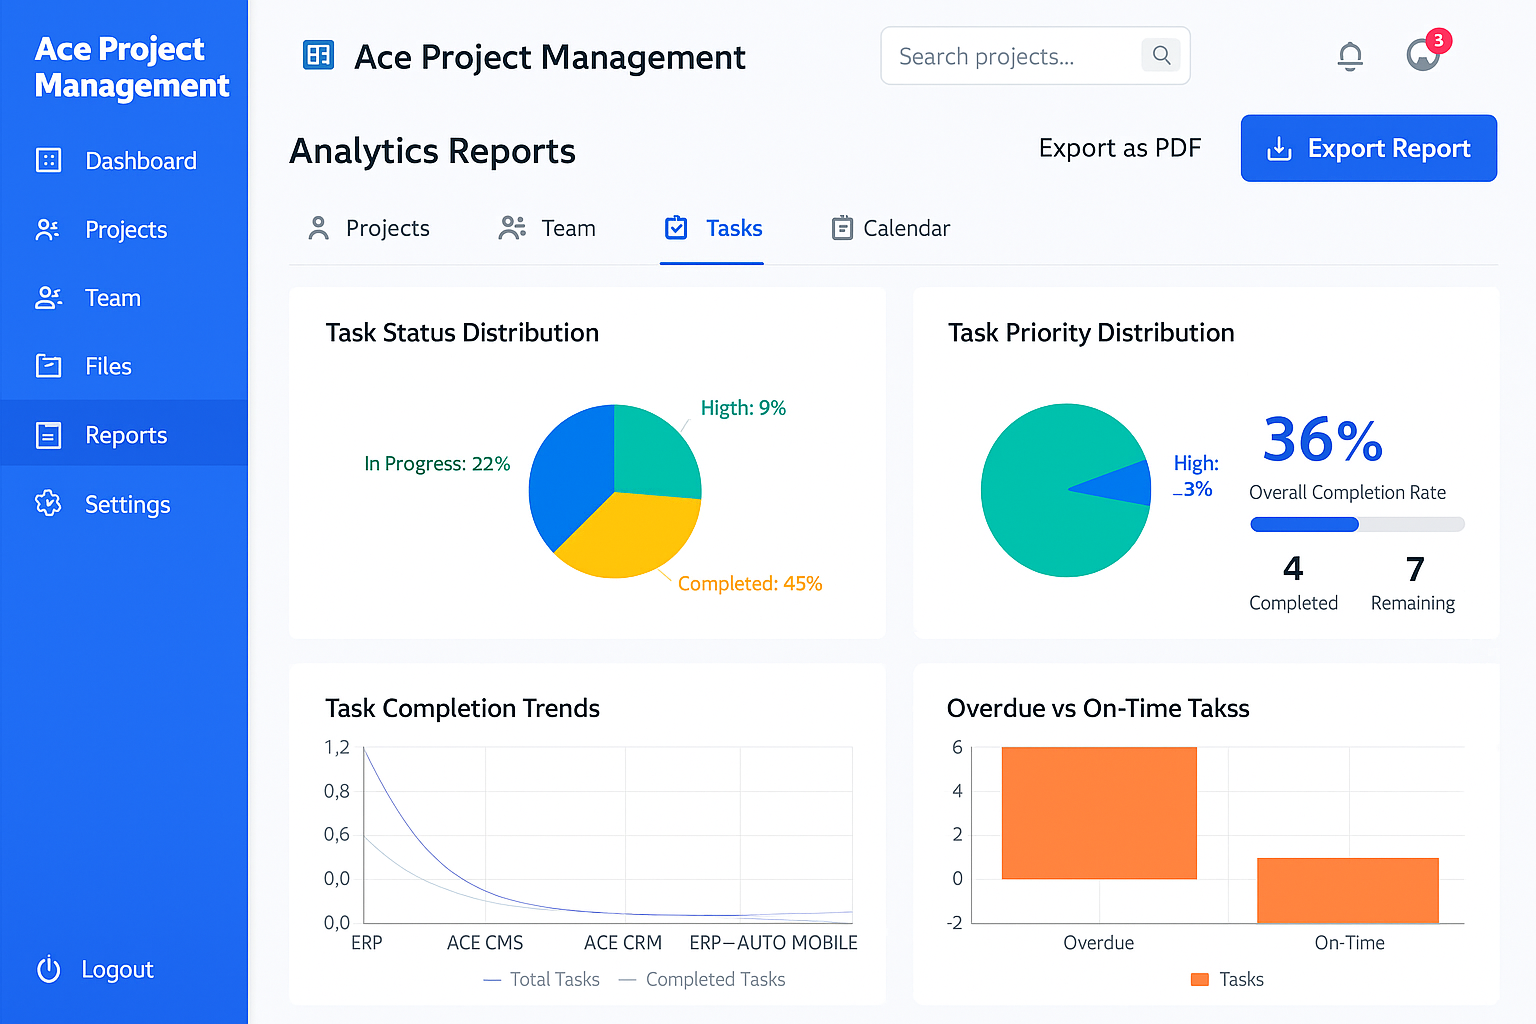 Ace Project
Management
Dashboard
Projects
Team
Files
Reports
Settings
Logout
Ace Project Management
Search projects...
3
Analytics Reports
Export as PDF
Export Report
Projects
Team
Tasks
Calendar
Task Status Distribution
Higth: 9%
In Progress: 22%
Completed: 45%
Task Priority Distribution
High:
–3%
36%
Overall Completion Rate
4
Completed
7
Remaining
Task Completion Trends
1,2
0,8
0,6
0,0
0,0
ERP
ACE CMS
ACE CRM
ERP–AUTO MOBILE
Total Tasks
Completed Tasks
Overdue vs On-Time Takss
6
4
2
0
-2
Overdue
On-Time
Tasks